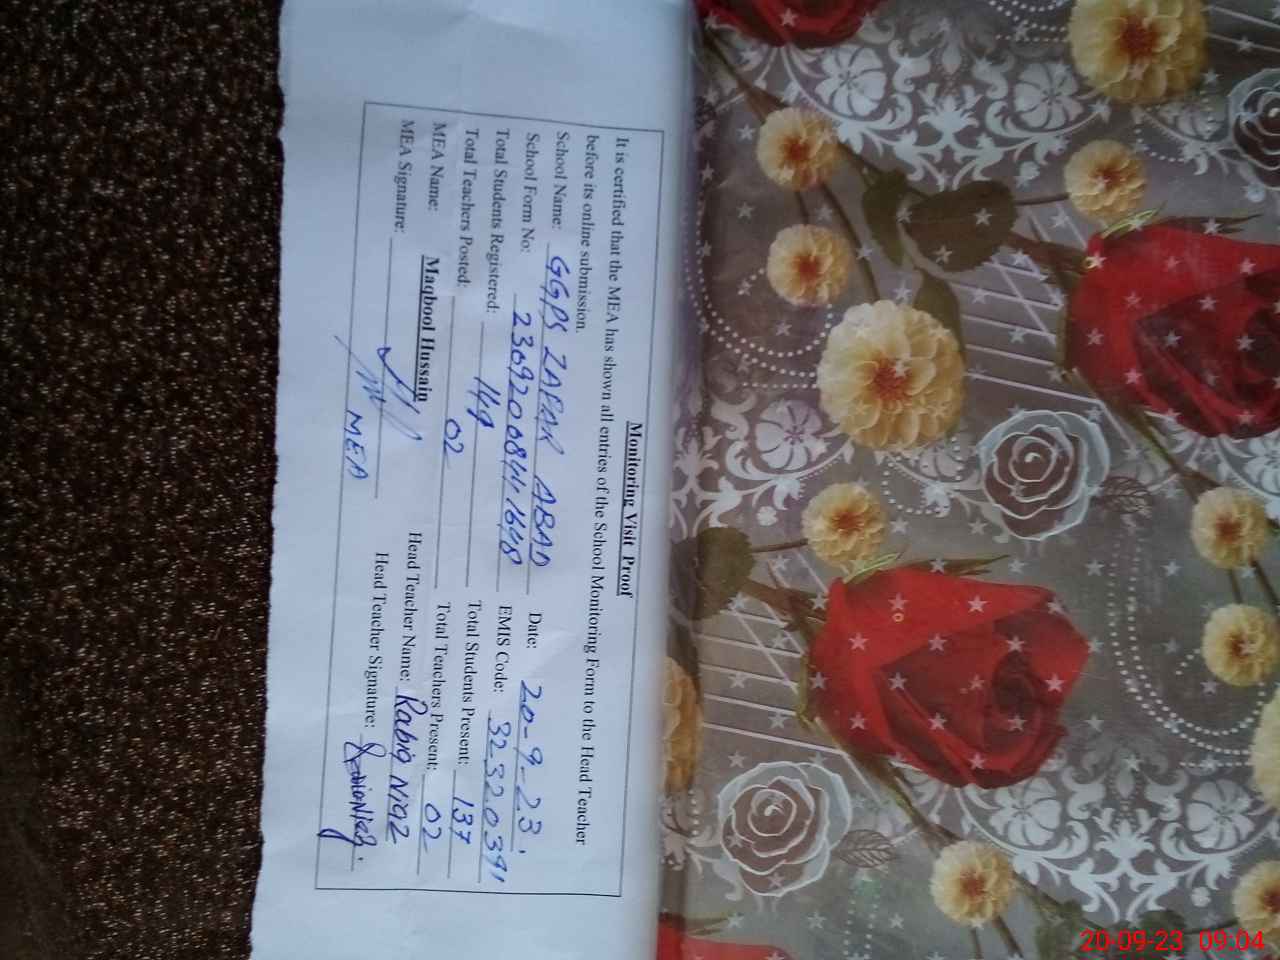 Monitoring Visit Proof
It is certified that the MEA has shown all entries of the School Monitoring Form to the Head Teacher
before its online submission.
School Name: GGPS ZAFAR ABAD Date: 20-9-23.
School Form No: EMIS Code: 32320391
Total Students Registered: 149 Total Students Present: 137
Total Teachers Posted: 02 Total Teachers Present: 02
MEA Name: Maqbool Hussain Head Teacher Name: Rabia Niaz
MEA Signature: MEA Head Teacher Signature:
20-09-23 09:04